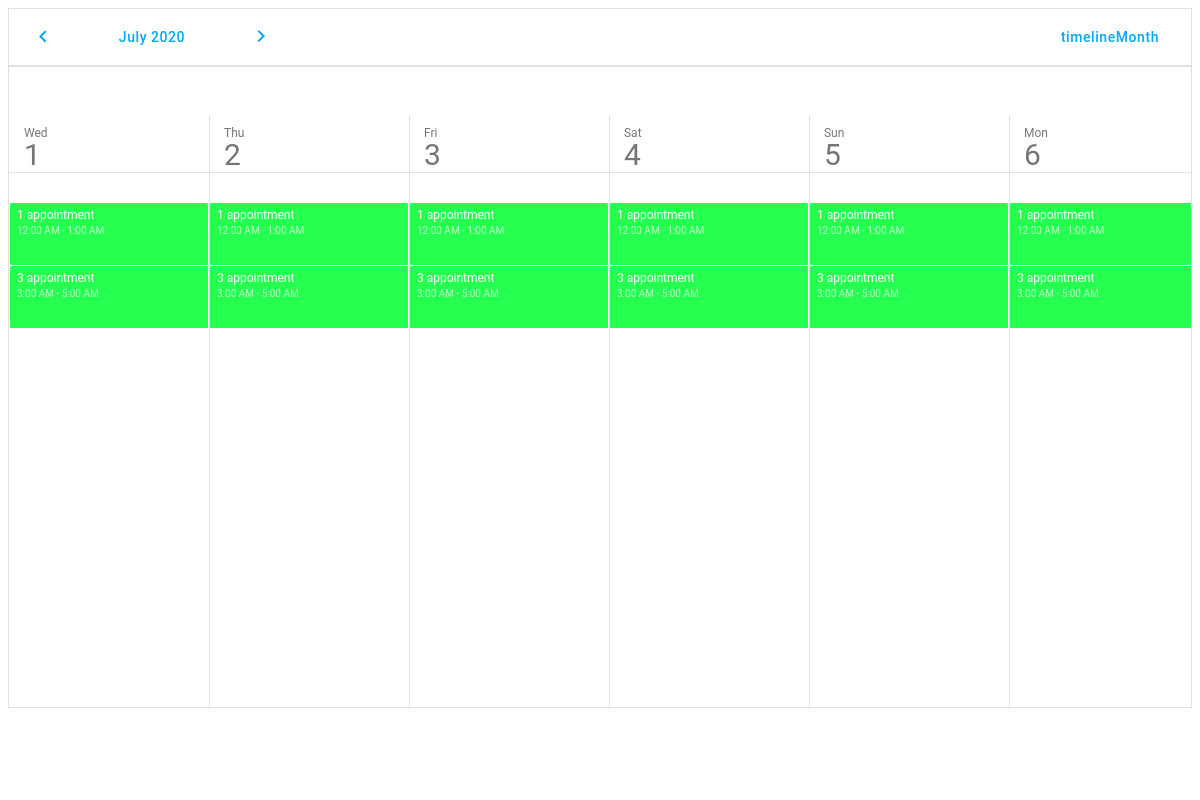 July 2020
timelineMonth
Wed Thu Fri Sat Sun Mon
1 2 3 4 5 6
1 appointment 1 appointment 1 appointment 1 appointment 1 appointment 1 appointment
12:00 AM - 1:00 AM 12:00 AM - 1:00 AM 12:00 AM - 1:00 AM 12:00 AM - 1:00 AM 12:00 AM - 1:00 AM 12:00 AM - 1:00 AM
3 appointment 3 appointment 3 appointment 3 appointment 3 appointment 3 appointment
3:00 AM - 5:00 AM 3:00 AM - 5:00 AM 3:00 AM - 5:00 AM 3:00 AM - 5:00 AM 3:00 AM - 5:00 AM 3:00 AM - 5:00 AM